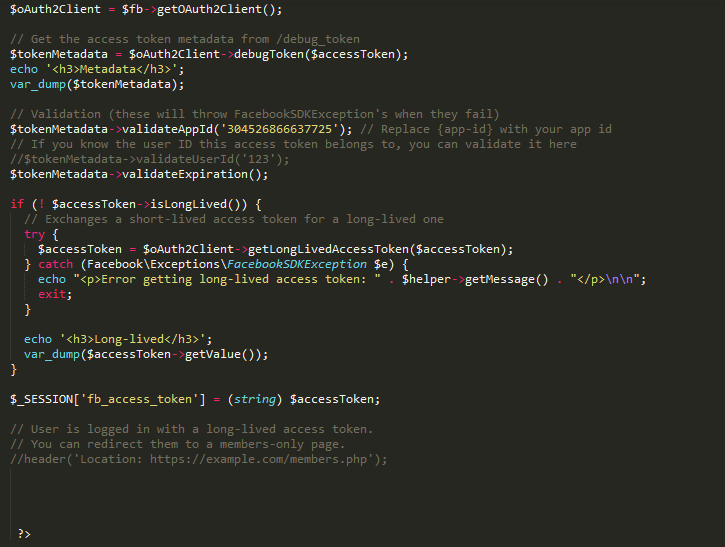 $oAuth2Client = $fb->getOAuth2Client();
// Get the access token metadata from /debug_token
$tokenMetadata = $oAuth2Client->debugToken($accessToken);
echo '<h3>Metadata</h3>';
var_dump($tokenMetadata);
// Validation (these will throw FacebookSDKException's when they fail)
$tokenMetadata->validateAppId('304526866637725'); // Replace {app-id} with your app id
// If you know the user ID this access token belongs to, you can validate it here
//$tokenMetadata->validateUserId('123');
$tokenMetadata->validateExpiration();
if (! $accessToken->isLongLived()) {
// Exchanges a short-lived access token for a long-lived one
try {
$accessToken = $oAuth2Client->getLongLivedAccessToken($accessToken);
} catch (Facebook\Exceptions\FacebookSDKException $e) {
echo "<p>Error getting long-lived access token: " . $helper->getMessage() . "</p>\n\n";
exit;
}
echo '<h3>Long-lived</h3>';
var_dump($accessToken->getValue());
}
$_SESSION['fb_access_token'] = (string) $accessToken;
// User is logged in with a long-lived access token.
// You can redirect them to a members-only page.
//header('Location: https://example.com/members.php');
?>